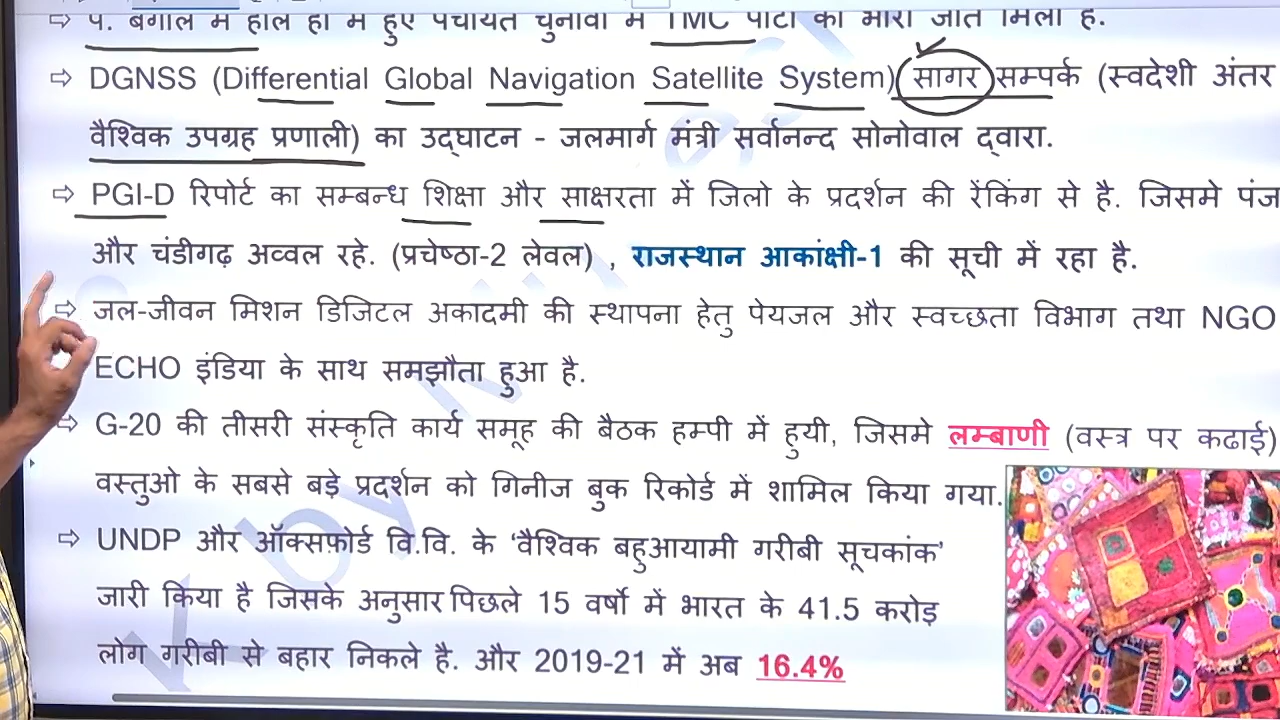 ⇨ प. बंगाल में हाल ही में हुए पंचायत चुनावों में TMC पार्टी को भारी जीत मिली है.
⇨ DGNSS (Differential Global Navigation Satellite System) सागर सम्पर्क (स्वदेशी अंतर
वैश्विक उपग्रह प्रणाली) का उद्घाटन - जलमार्ग मंत्री सर्वानन्द सोनोवाल द्वारा.
⇨ PGI-D रिपोर्ट का सम्बन्ध शिक्षा और साक्षरता में जिलो के प्रदर्शन की रेंकिंग से है. जिसमे पंज
और चंडीगढ़ अव्वल रहे. (प्रचेष्ठा-2 लेवल) , राजस्थान आकांक्षी-1 की सूची में रहा है.
⇨ जल-जीवन मिशन डिजिटल अकादमी की स्थापना हेतु पेयजल और स्वच्छता विभाग तथा NGO
ECHO इंडिया के साथ समझौता हुआ है.
⇨ G-20 की तीसरी संस्कृति कार्य समूह की बैठक हम्पी में हुयी, जिसमे लम्बाणी (वस्त्र पर कढाई)
वस्तुओ के सबसे बड़े प्रदर्शन को गिनीज बुक रिकोर्ड में शामिल किया गया.
⇨ UNDP और ऑक्सफ़ोर्ड वि.वि. के ‘वैश्विक बहुआयामी गरीबी सूचकांक’
जारी किया है जिसके अनुसार पिछले 15 वर्षो में भारत के 41.5 करोड़
लोग गरीबी से बहार निकले है. और 2019-21 में अब 16.4%